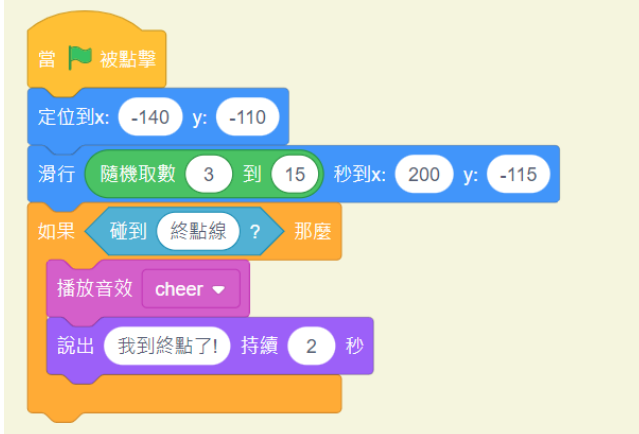 當 被點擊
定位到x: -140 y: -110
滑行 隨機取數 3 到 15 秒到x: 200 y: -115
如果 碰到 終點線 ? 那麼
播放音效 cheer
說出 我到終點了! 持續 2 秒